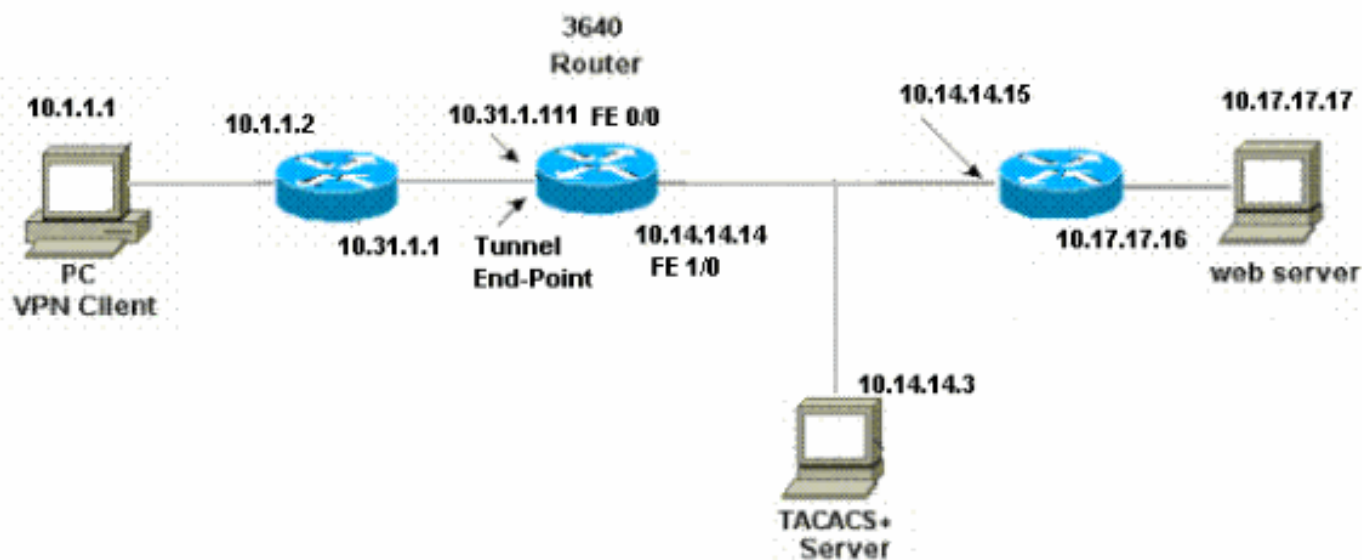 3640
Router
10.1.1.1
10.1.1.2
10.31.1.111 FE 0/0
10.14.14.15
10.17.17.17
10.31.1.1
Tunnel
End-Point
10.14.14.14
FE 1/0
10.17.17.16
PC
VPN Client
web server
10.14.14.3
TACACS+
Server